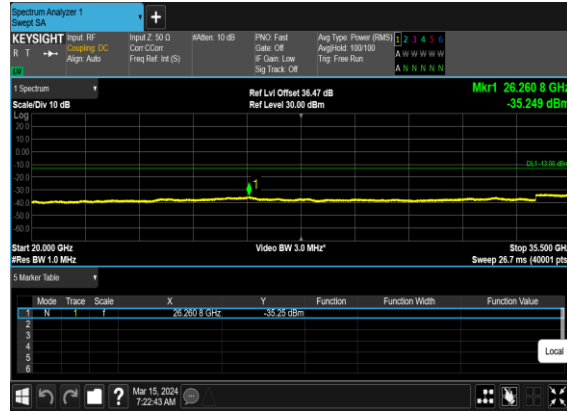 Spectrum Analyzer 1
Swept SA
+
KEYSIGHT Input: RF Input Z: 50 Ω #Atten: 10 dB PNO: Fast Avg Type: Power (RMS) 1 2 3 4 5 6
R T Coupling: DC Corr CCorr Gate: Off Avg|Hold: 100/100 A W W W W W
Align: Auto Freq Ref: Int (S) IF Gain: Low Trig: Free Run
Sig Track: Off A N N N N N
1 Spectrum Ref Lvl Offset 36.47 dB Mkr1 26.260 8 GHz
Scale/Div 10 dB Ref Level 30.00 dBm -35.249 dBm
Log
20.0
10.0
0.00
-10.0
DL1 -13.00 dBm
-20.0
1
-30.0
-40.0
-50.0
-60.0
Start 20.000 GHz Video BW 3.0 MHz* Stop 35.500 GHz
#Res BW 1.0 MHz Sweep 26.7 ms (40001 pts)
5 Marker Table
Mode Trace Scale X Y Function Function Width Function Value
1 N 1 f 26.260 8 GHz -35.25 dBm
2
3
4
5
6
Local
? Mar 15, 2024
7:22:43 AM